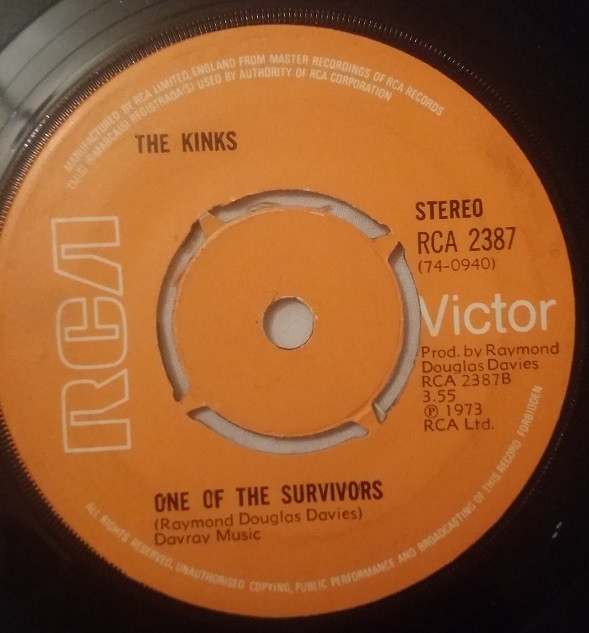 MANUFACTURED BY RCA LIMITED, ENGLAND FROM MASTER RECORDINGS OF RCA RECORDS
TM(S) ® MARCA(S) REGISTRADA(S) USED BY AUTHORITY OF RCA CORPORATION
THE KINKS
STEREO
RCA 2387
(74-0940)
RCA
Victor
Prod. by Raymond
Douglas Davies
RCA 2387B
3.55
℗ 1973
RCA Ltd.
ONE OF THE SURVIVORS
(Raymond Douglas Davies)
Davray Music
ALL RIGHTS RESERVED, UNAUTHORISED COPYING, PUBLIC PERFORMANCE AND BROADCASTING OF THIS RECORD FORBIDDEN